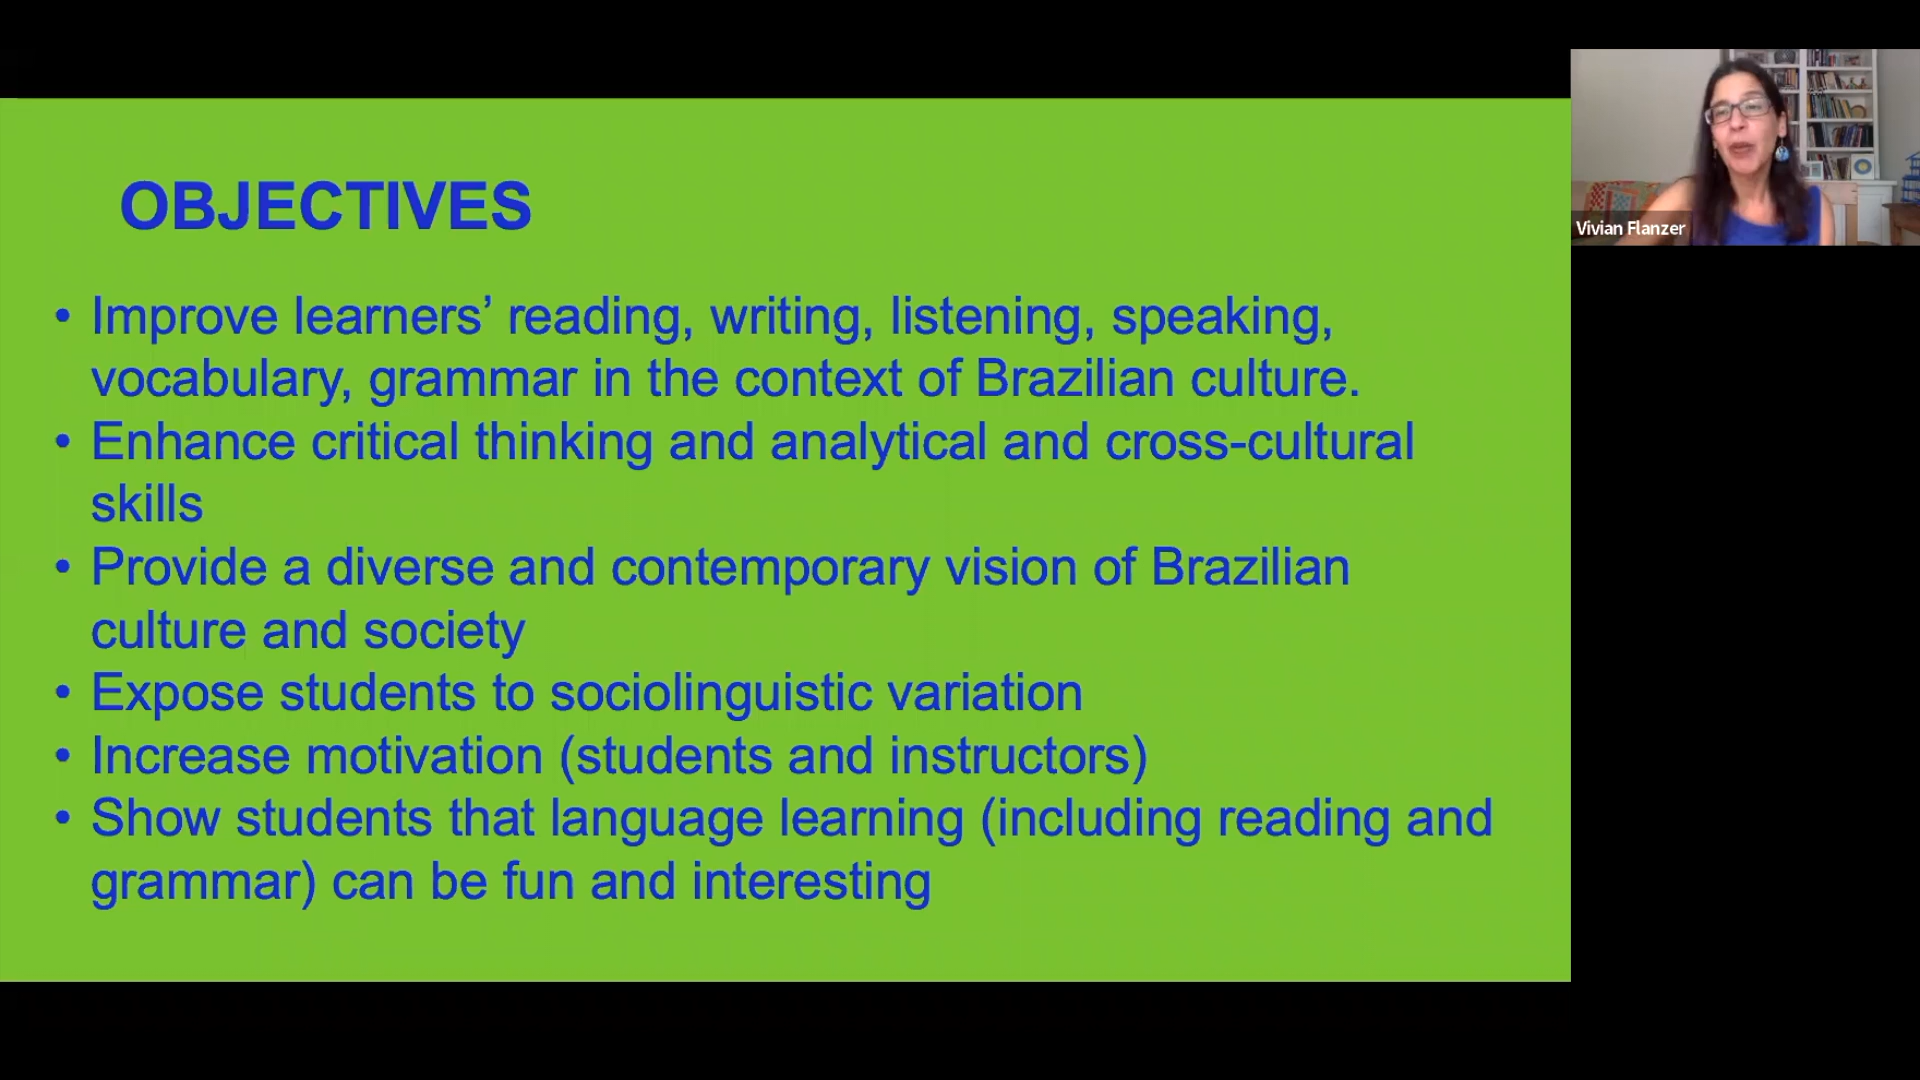 OBJECTIVES
• Improve learners’ reading, writing, listening, speaking,
vocabulary, grammar in the context of Brazilian culture.
• Enhance critical thinking and analytical and cross-cultural
skills
• Provide a diverse and contemporary vision of Brazilian
culture and society
• Expose students to sociolinguistic variation
• Increase motivation (students and instructors)
• Show students that language learning (including reading and
grammar) can be fun and interesting
Vivian Flanzer